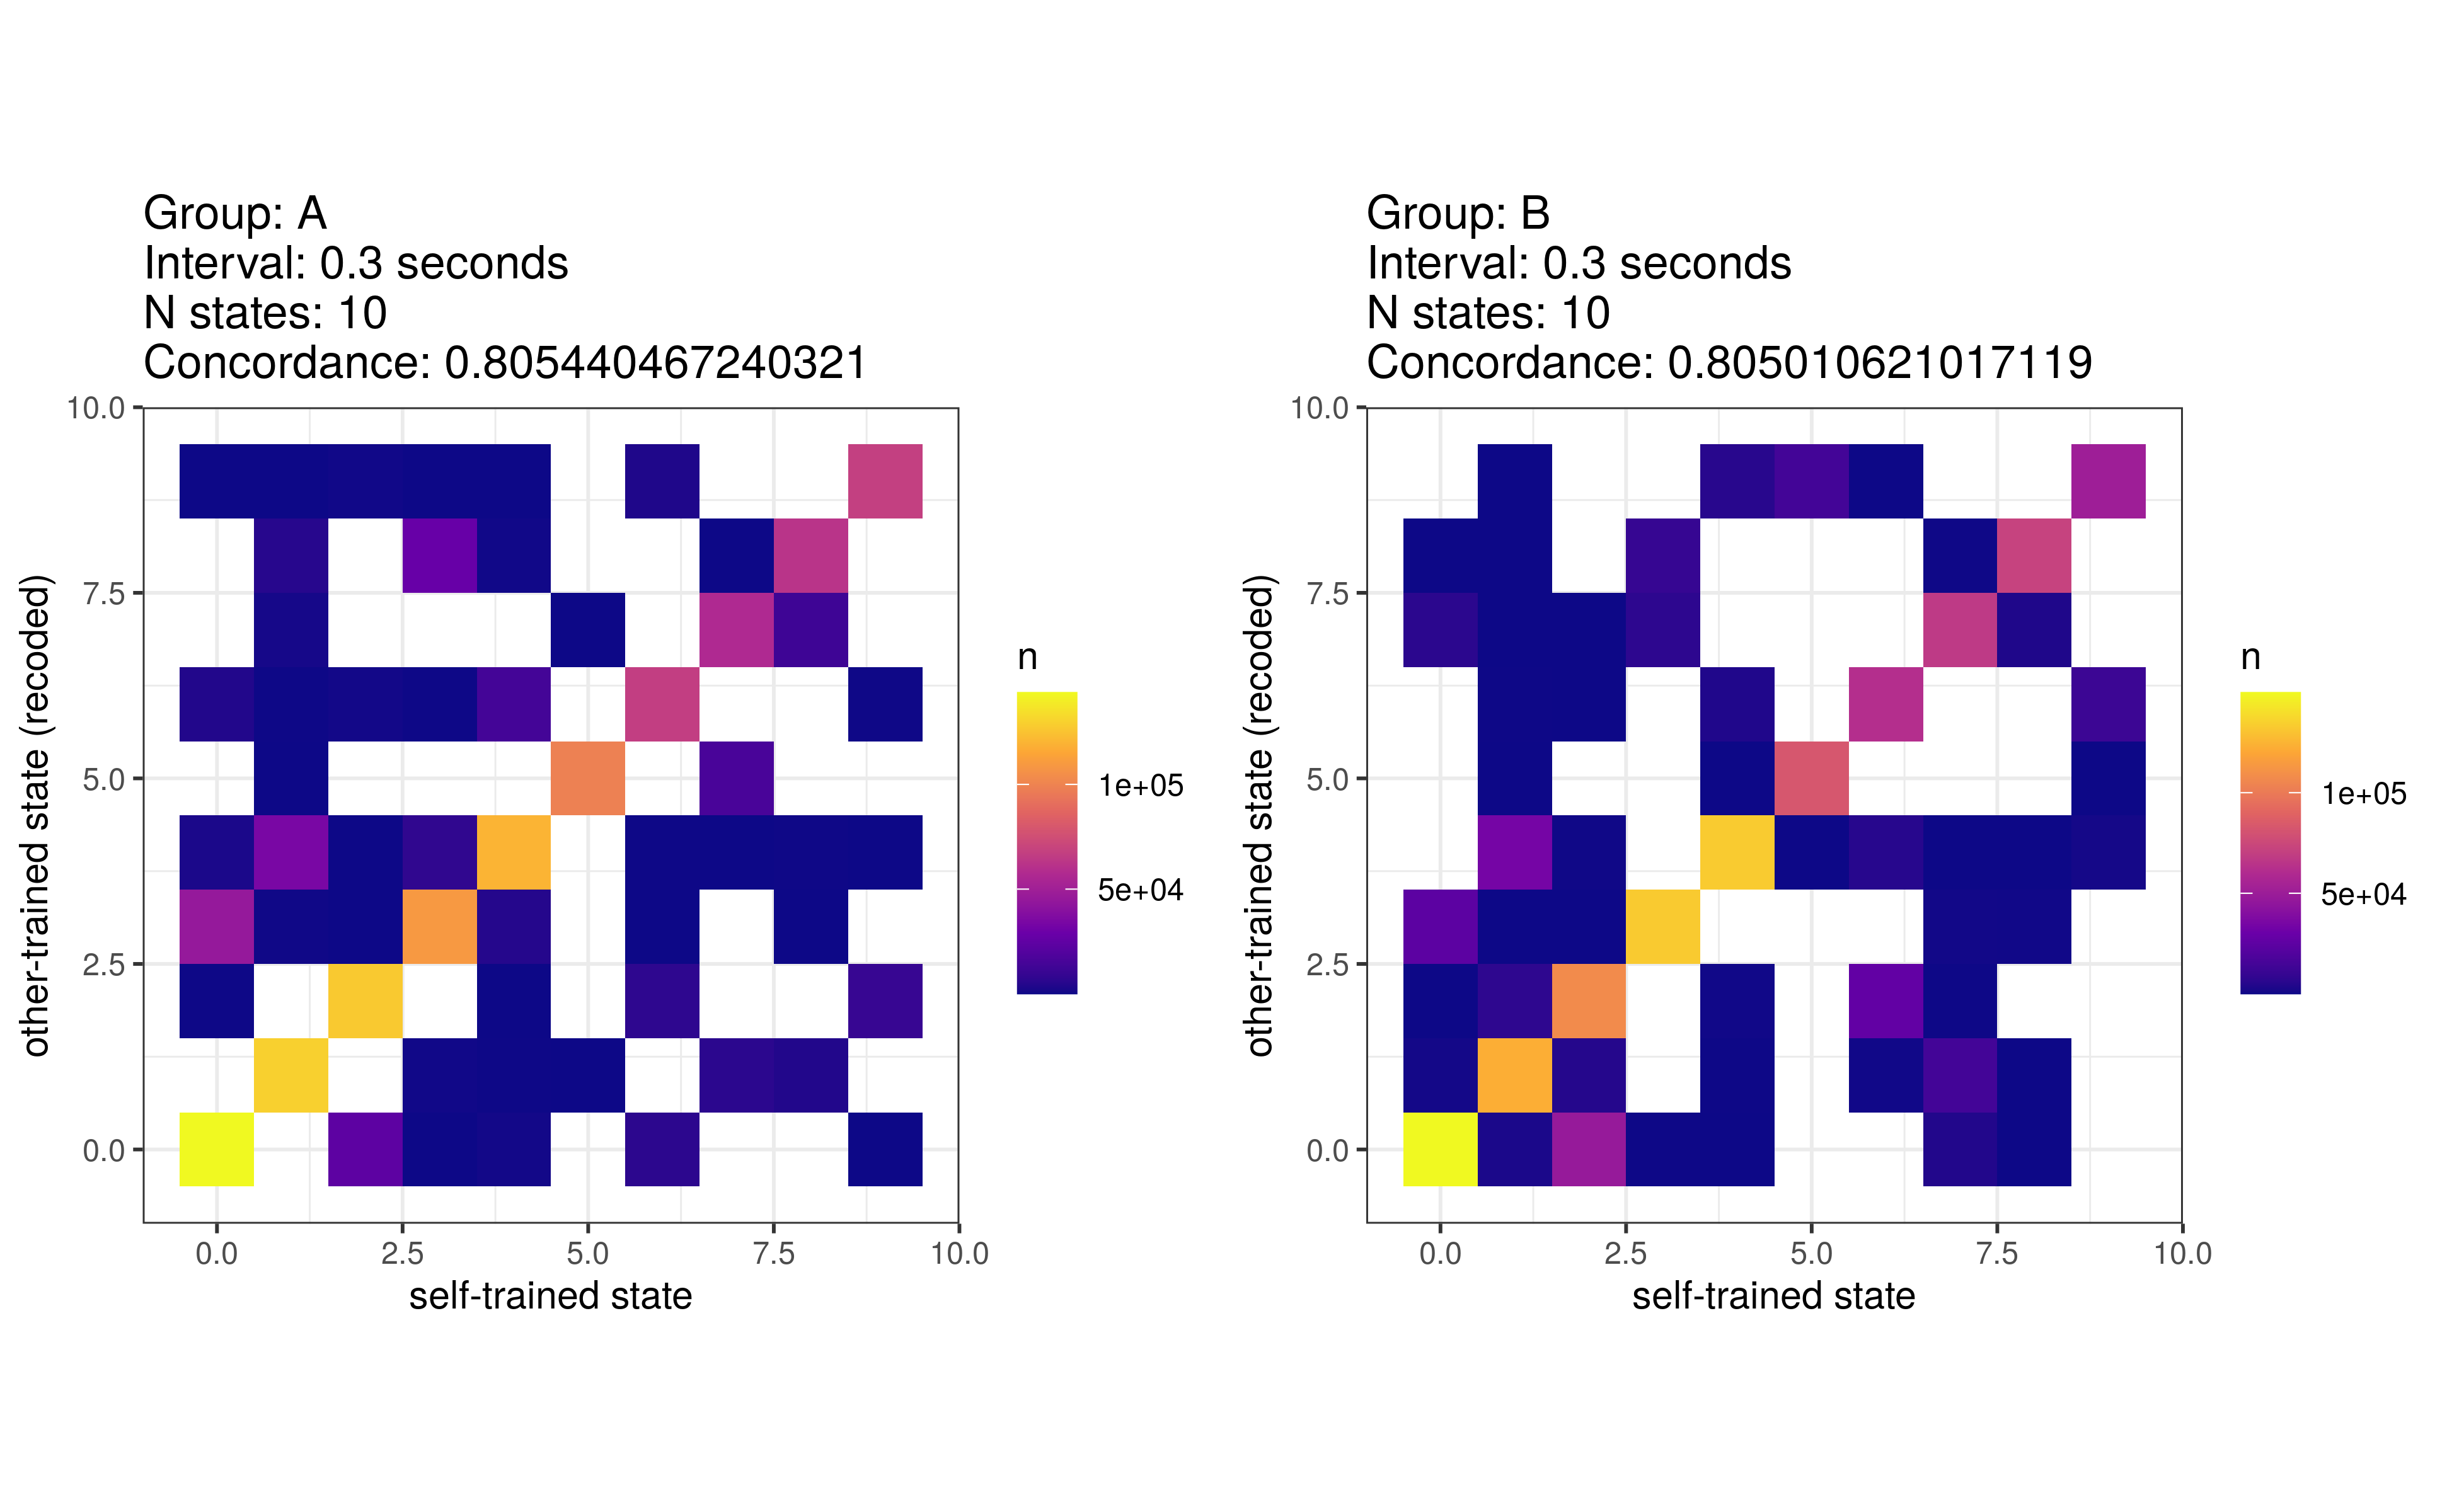 Group: A
Interval: 0.3 seconds
N states: 10
Concordance: 0.805440467240321
10.0
7.5
5.0
2.5
0.0
other-trained state (recoded)
0.0 2.5 5.0 7.5 10.0
self-trained state
n
1e+05
5e+04
Group: B
Interval: 0.3 seconds
N states: 10
Concordance: 0.805010621017119
10.0
7.5
5.0
2.5
0.0
other-trained state (recoded)
0.0 2.5 5.0 7.5 10.0
self-trained state
n
1e+05
5e+04